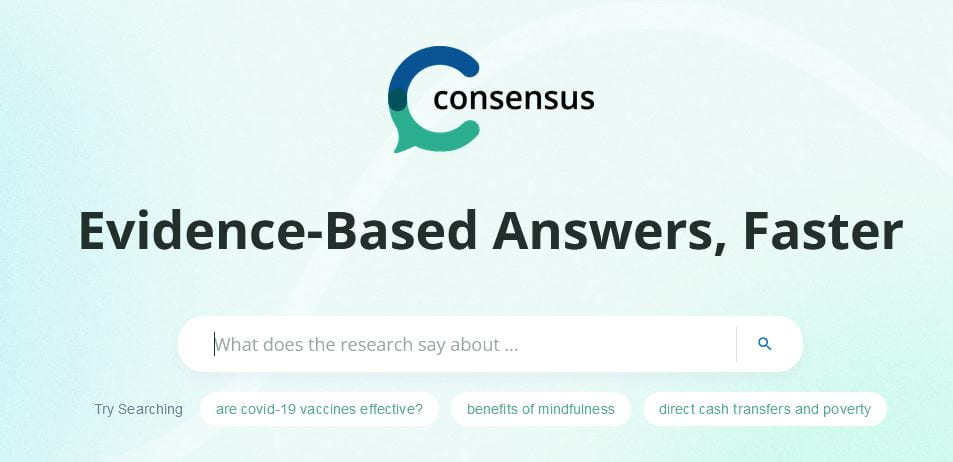 consensus
Evidence-Based Answers, Faster
What does the research say about ...
Try Searching are covid-19 vaccines effective? benefits of mindfulness direct cash transfers and poverty